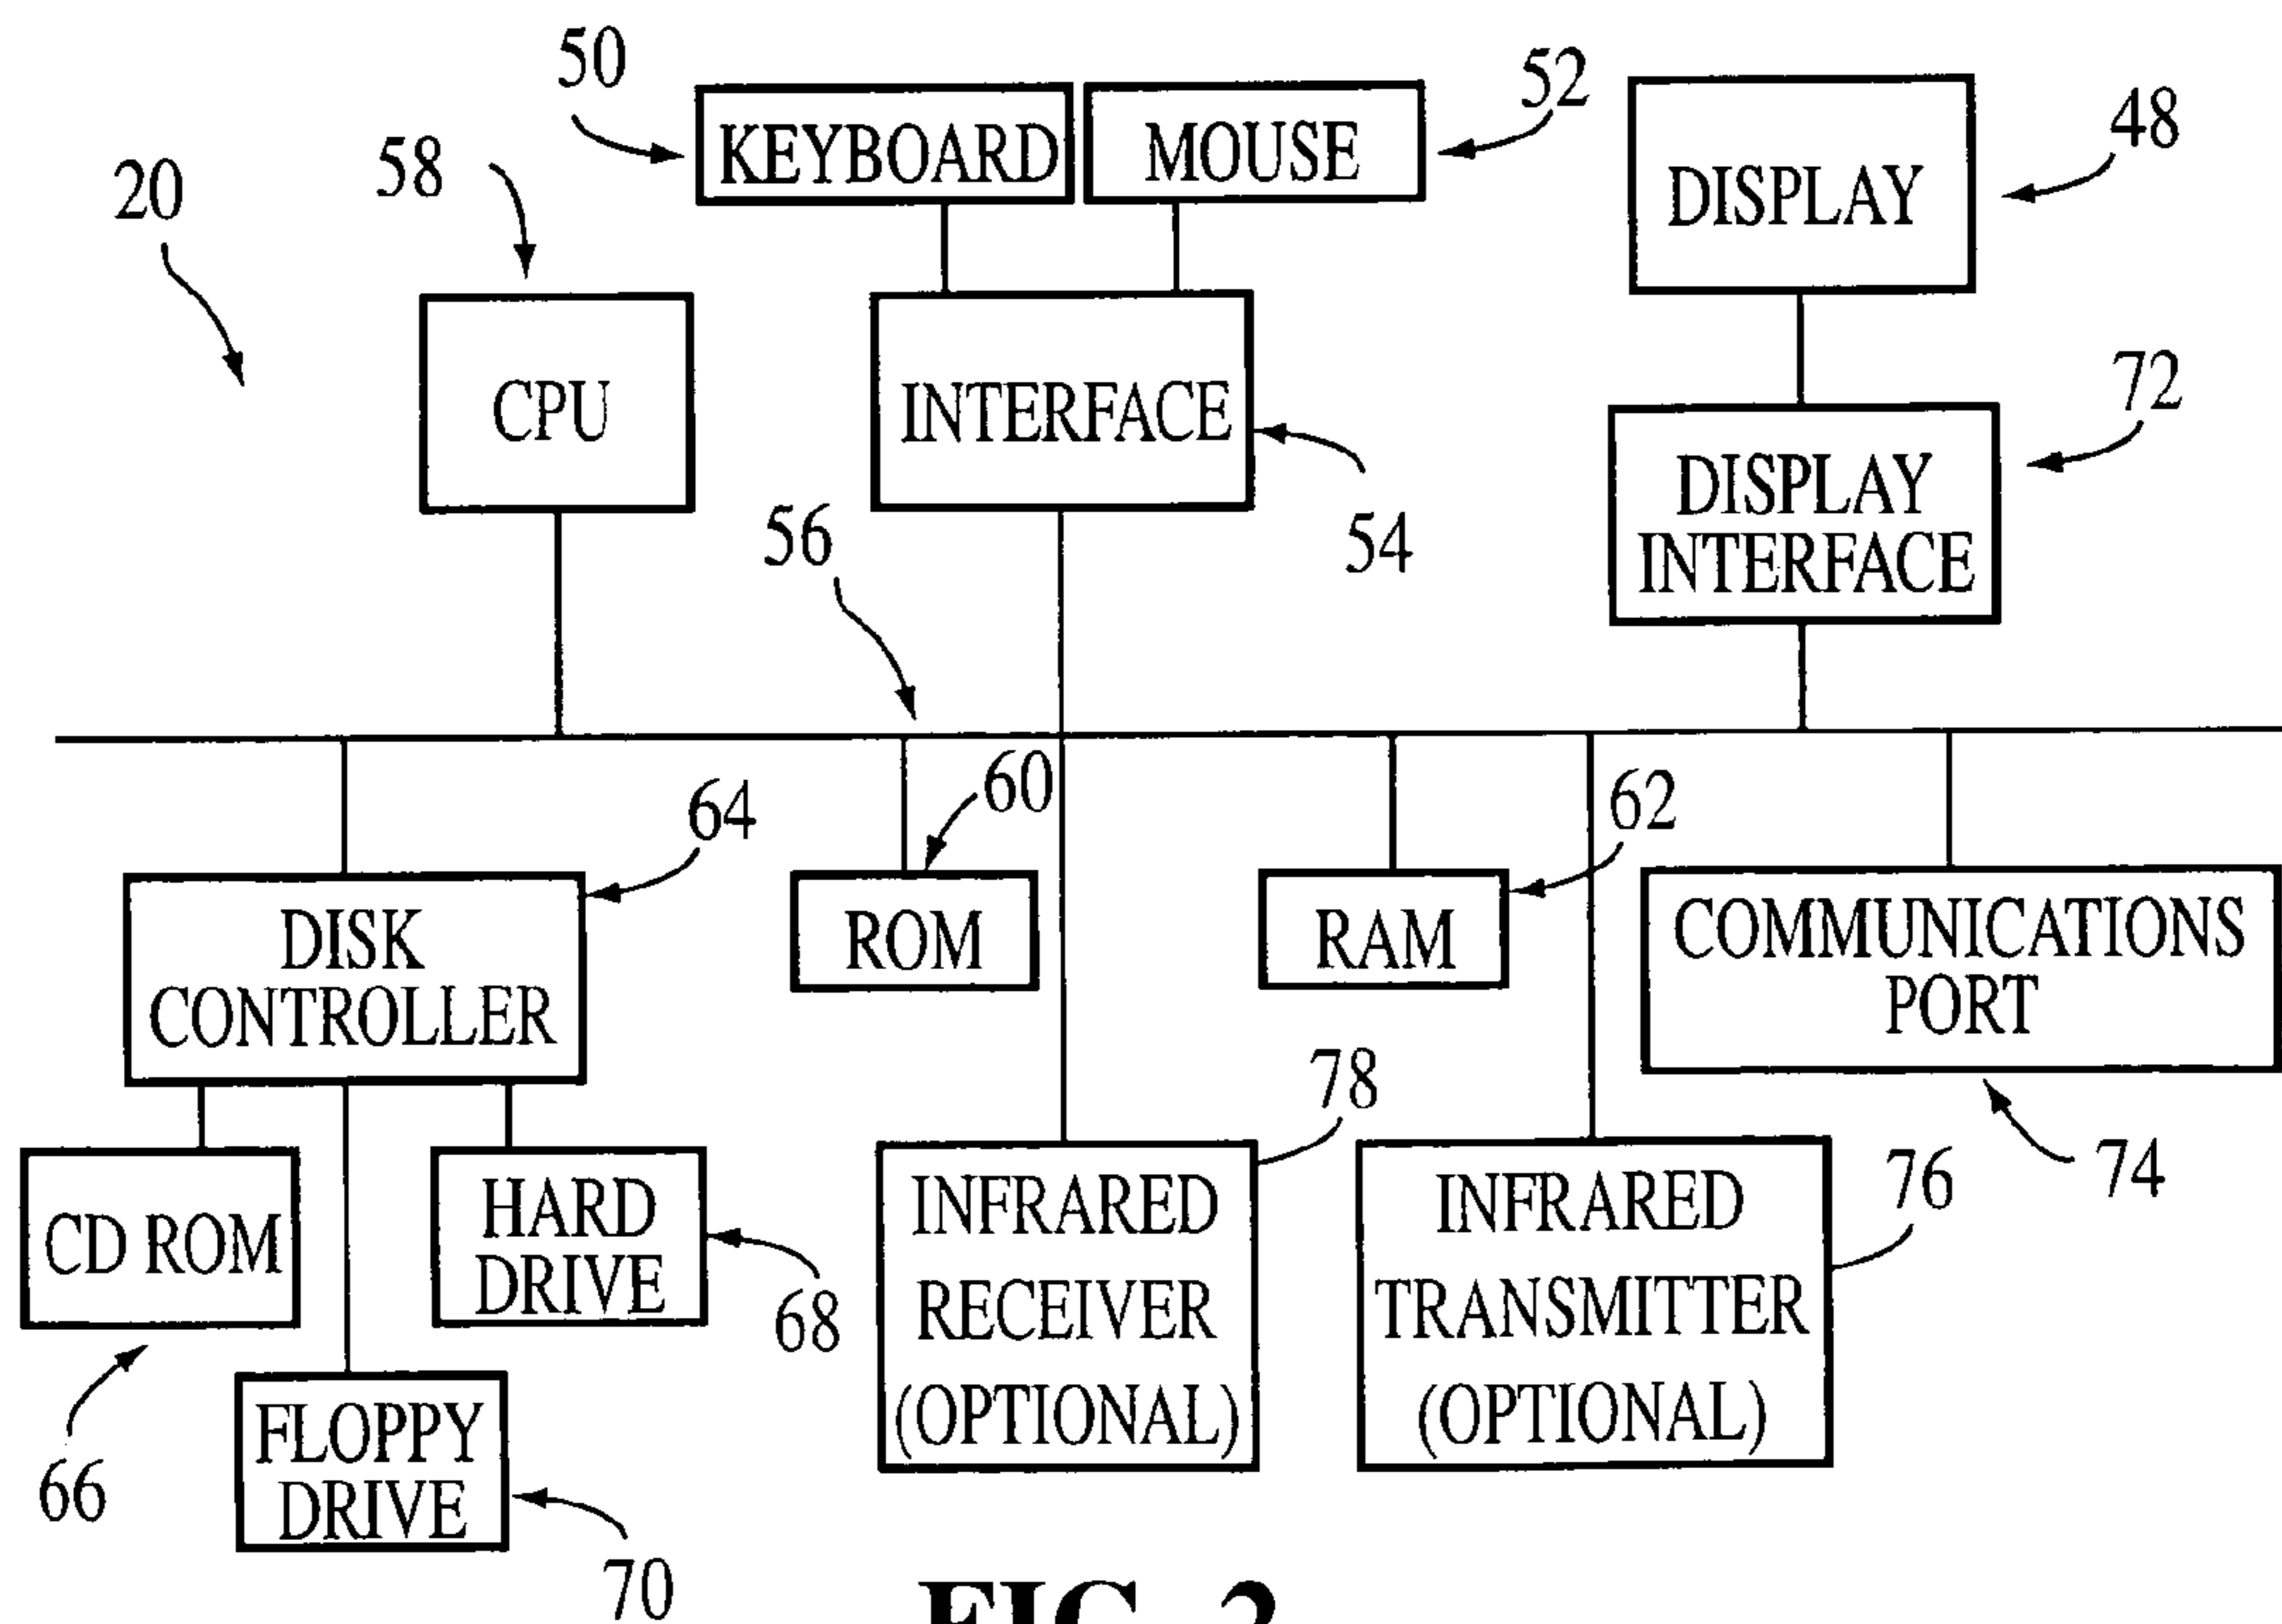 50
KEYBOARD
MOUSE
52
48
58
20
DISPLAY
CPU
INTERFACE
72
DISPLAY
INTERFACE
56
54
60
64
62
DISK
CONTROLLER
ROM
RAM
COMMUNICATIONS
PORT
78
76
74
CD ROM
HARD
DRIVE
68
INFRARED
RECEIVER
(OPTIONAL)
INFRARED
TRANSMITTER
(OPTIONAL)
66
FLOPPY
DRIVE
70
FIG. 2